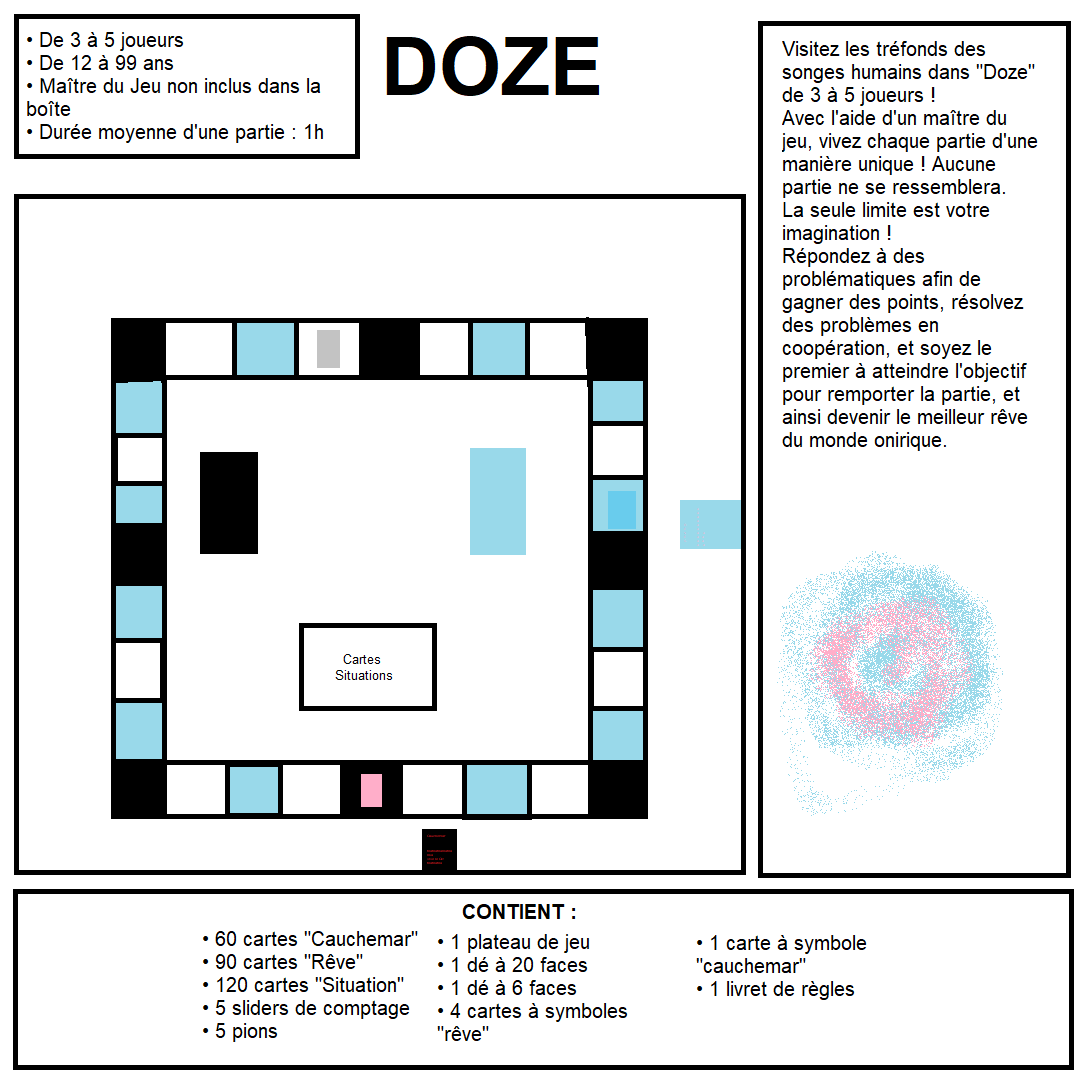 • De 3 à 5 joueurs
• De 12 à 99 ans
• Maître du Jeu non inclus dans la
boîte
• Durée moyenne d'une partie : 1h
DOZE
Visitez les tréfonds des
songes humains dans "Doze"
de 3 à 5 joueurs !
Avec l'aide d'un maître du
jeu, vivez chaque partie d'une
manière unique ! Aucune
partie ne se ressemblera.
La seule limite est votre
imagination !
Répondez à des
problématiques afin de
gagner des points, résolvez
des problèmes en
coopération, et soyez le
premier à atteindre l'objectif
pour remporter la partie, et
ainsi devenir le meilleur rêve
du monde onirique.
Cartes
Situations
CONTIENT :
• 60 cartes "Cauchemar"
• 90 cartes "Rêve"
• 120 cartes "Situation"
• 5 sliders de comptage
• 5 pions
• 1 plateau de jeu
• 1 dé à 20 faces
• 1 dé à 6 faces
• 4 cartes à symboles
"rêve"
• 1 carte à symbole
"cauchemar"
• 1 livret de règles